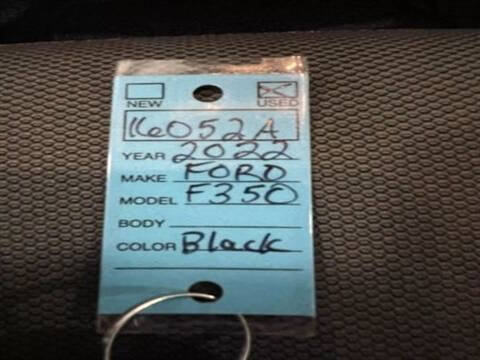 NEW USED
16052A
YEAR 2022
MAKE FORD
MODEL F350
BODY
COLOR Black